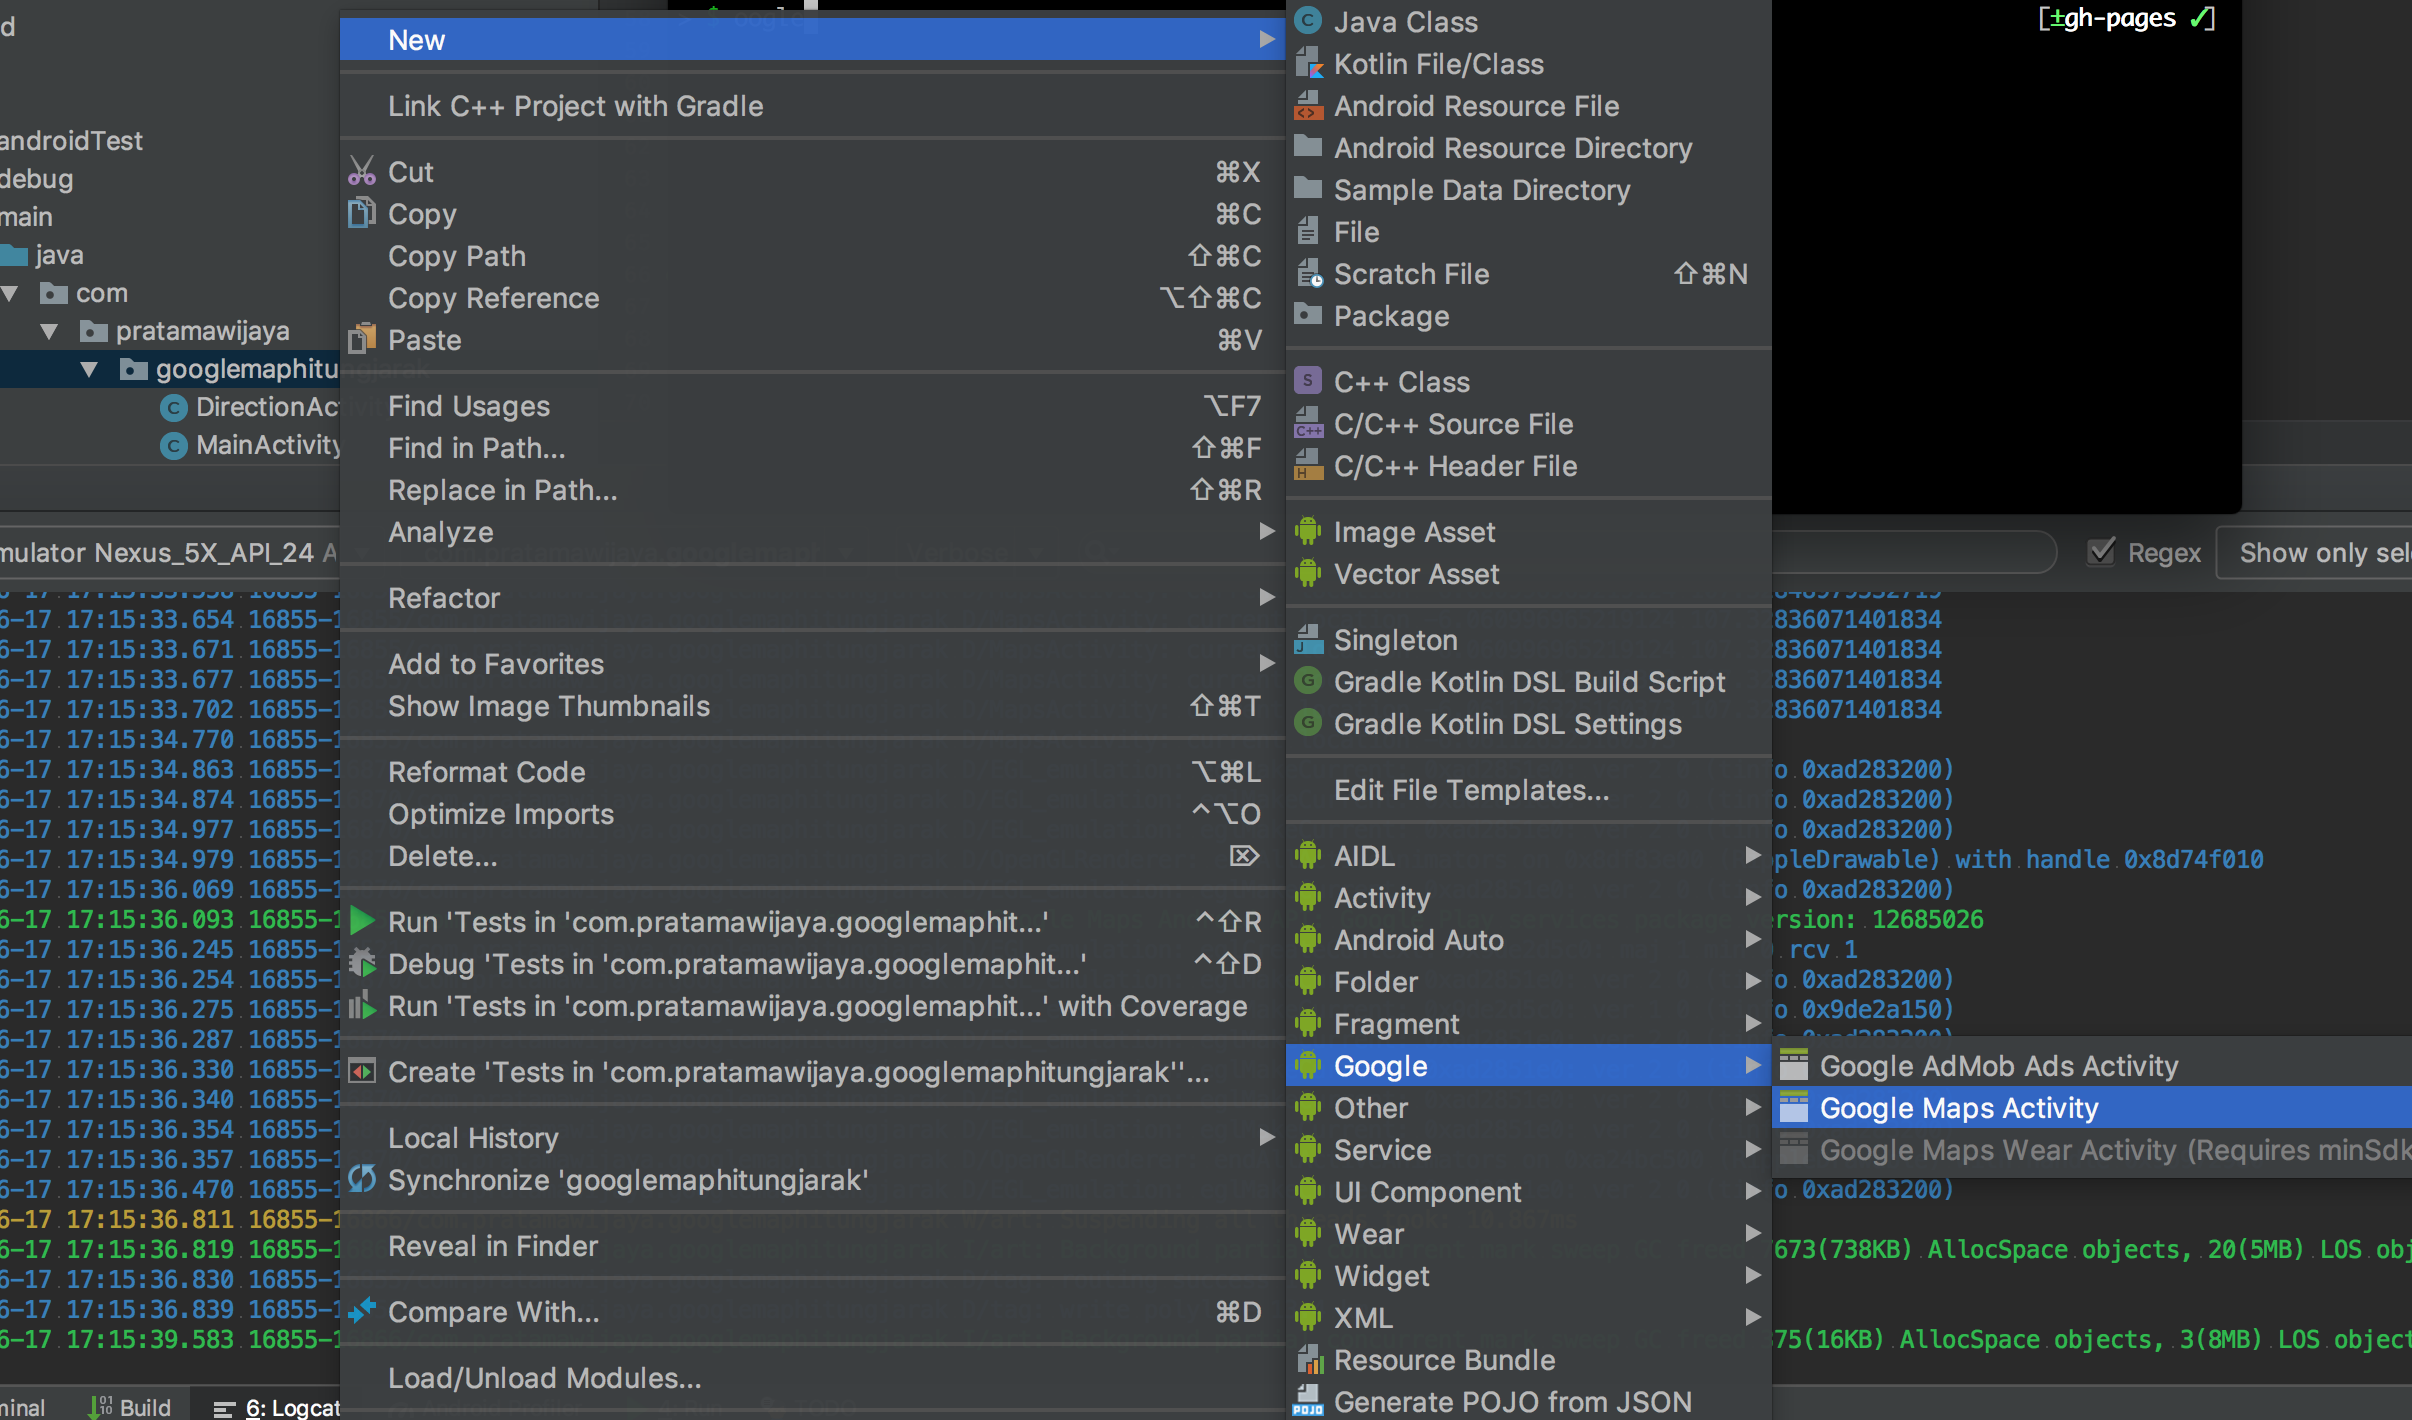 [±gh-pages ✓]
androidTest
debug
main
java
com
pratamawijaya
googlemaphitungjarak
DirectionAc
MainActivity
New
Link C++ Project with Gradle
Cut ⌘X
Copy ⌘C
Copy Path ⇧⌘C
Copy Reference ⌥⇧⌘C
Paste ⌘V
Find Usages ⌥F7
Find in Path... ⇧⌘F
Replace in Path... ⇧⌘R
Analyze
Refactor
Add to Favorites
Show Image Thumbnails ⇧⌘T
Reformat Code ⌥⌘L
Optimize Imports ^⌥O
Delete... ⌦
Run 'Tests in 'com.pratamawijaya.googlemaphit...' ^⇧R
Debug 'Tests in 'com.pratamawijaya.googlemaphit...' ^⇧D
Run 'Tests in 'com.pratamawijaya.googlemaphit...' with Coverage
Create 'Tests in 'com.pratamawijaya.googlemaphitungjarak''...
Local History
Synchronize 'googlemaphitungjarak'
Reveal in Finder
Compare With... ⌘D
Load/Unload Modules...
Java Class
Kotlin File/Class
Android Resource File
Android Resource Directory
Sample Data Directory
File
Scratch File ⇧⌘N
Package
C++ Class
C/C++ Source File
C/C++ Header File
Image Asset
Vector Asset
Singleton
Gradle Kotlin DSL Build Script
Gradle Kotlin DSL Settings
Edit File Templates...
AIDL
Activity
Android Auto
Folder
Fragment
Google
Other
Service
UI Component
Wear
Widget
XML
Resource Bundle
Generate POJO from JSON
Google AdMob Ads Activity
Google Maps Activity
Google Maps Wear Activity (Requires minSdk
mulator Nexus_5X_API_24 A
Regex
Show only sel
6-17 17:15:33.654 16855-1
6-17 17:15:33.671 16855-1
6-17 17:15:33.677 16855-1
6-17 17:15:33.702 16855-1
6-17 17:15:34.770 16855-1
6-17 17:15:34.863 16855-1
6-17 17:15:34.874 16855-1
6-17 17:15:34.977 16855-1
6-17 17:15:34.979 16855-1
6-17 17:15:36.069 16855-1
6-17 17:15:36.093 16855-1
6-17 17:15:36.245 16855-1
6-17 17:15:36.254 16855-1
6-17 17:15:36.275 16855-1
6-17 17:15:36.287 16855-1
6-17 17:15:36.330 16855-1
6-17 17:15:36.340 16855-1
6-17 17:15:36.354 16855-1
6-17 17:15:36.357 16855-1
6-17 17:15:36.470 16855-1
6-17 17:15:36.811 16855-1
6-17 17:15:36.819 16855-1
6-17 17:15:36.830 16855-1
6-17 17:15:36.839 16855-1
6-17 17:15:39.583 16855-1
2836071401834
2836071401834
2836071401834
2836071401834
o 0xad283200)
o 0xad283200)
o 0xad283200)
opleDrawable) with handle 0x8d74f010
o 0xad283200)
ersion: 12685026
rcv 1
o 0xad283200)
o 0x9de2a150)
o 0xad283200)
7673(738KB) AllocSpace objects, 20(5MB) LOS obj
375(16KB) AllocSpace objects, 3(8MB) LOS object
minal
Build
6: Logcat